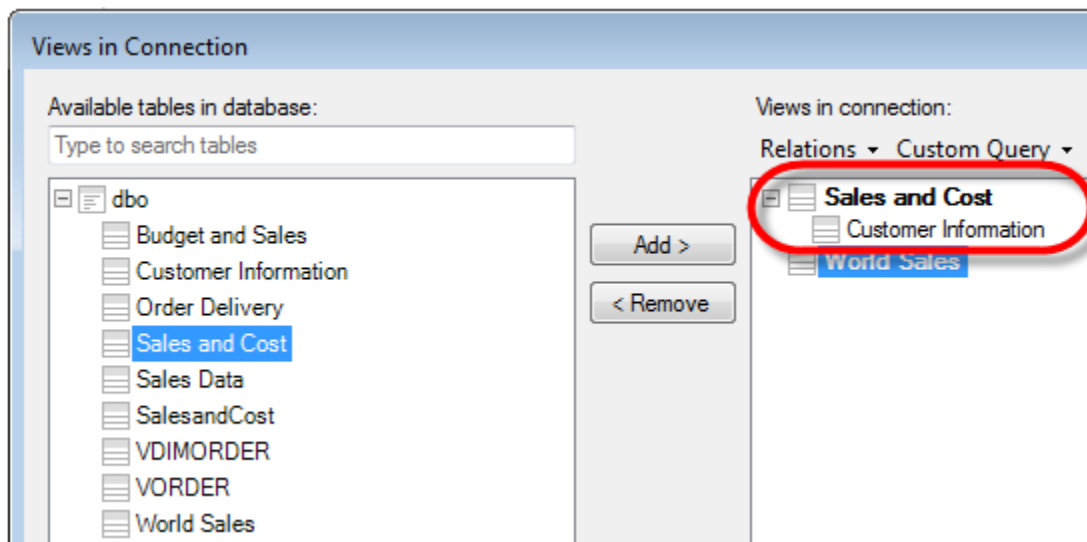 Views in Connection
Available tables in database:
Type to search tables
dbo
Budget and Sales
Customer Information
Order Delivery
Sales and Cost
Sales Data
SalesandCost
VDIMORDER
VORDER
World Sales
Add >
< Remove
Views in connection:
Relations Custom Query
Sales and Cost
Customer Information
World Sales